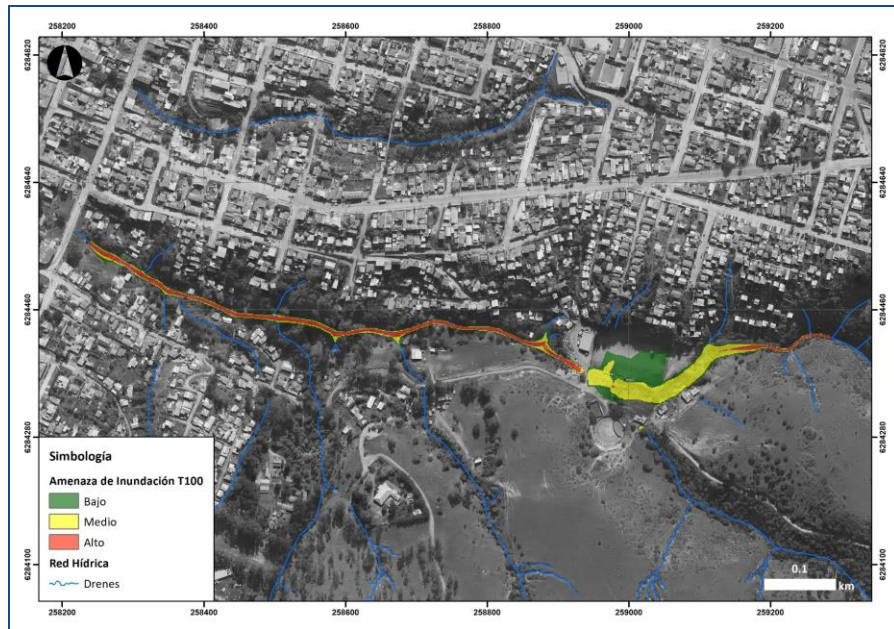 258200 258400 258600 258800 259000 259200
6284820 6284820
6284640 6284640
6284460 6284460
6284280 6284280
Simbología
Amenaza de Inundación T100
Bajo
Medio
Alto
Red Hídrica
Drenes
6284100 6284100
0.1
km
258200 258400 258600 258800 259000 259200